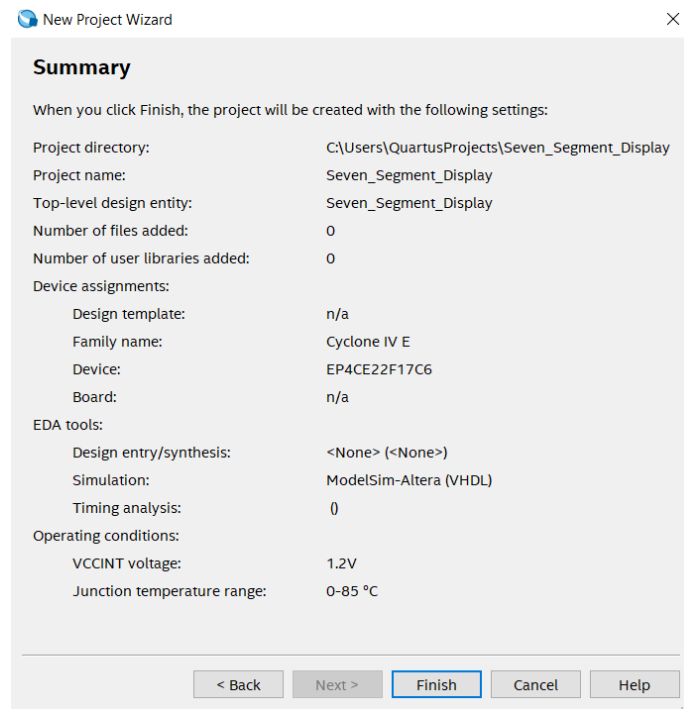 New Project Wizard
Summary
When you click Finish, the project will be created with the following settings:
Project directory: C:\Users\QuartusProjects\Seven_Segment_Display
Project name: Seven_Segment_Display
Top-level design entity: Seven_Segment_Display
Number of files added: 0
Number of user libraries added: 0
Device assignments:
Design template: n/a
Family name: Cyclone IV E
Device: EP4CE22F17C6
Board: n/a
EDA tools:
Design entry/synthesis: <None> (<None>)
Simulation: ModelSim-Altera (VHDL)
Timing analysis: ()
Operating conditions:
VCCINT voltage: 1.2V
Junction temperature range: 0-85 °C
< Back Next > Finish Cancel Help